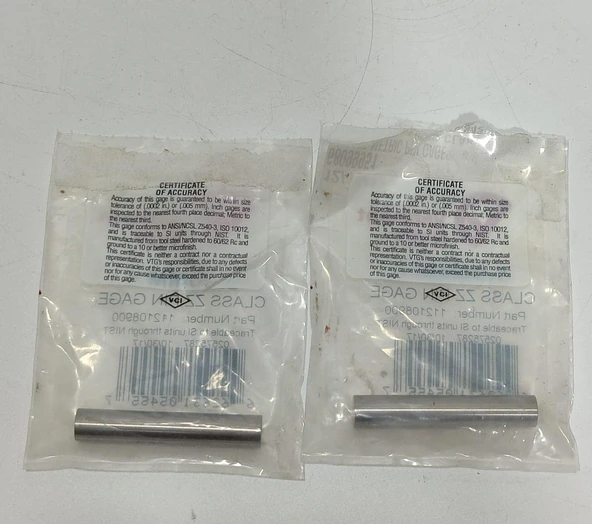 CERTIFICATE
OF ACCURACY
Accuracy of this gage is guaranteed to be within size
tolerance of (.0002 in.) or (.005 mm). Inch gages are
inspected to the nearest fourth place decimal; Metric to
the nearest third.
This gage conforms to ANSI/NCSL Z540-3, ISO 10012,
and is traceable to SI units through NIST. It is
manufactured from tool steel hardened to 60/62 Rc and
ground to a 10 or better microfinish.
This certificate is neither a contract nor a contractual
representation. VTG's responsibilities, due to any defects
or inaccuracies of this gage or certificate shall in no event
nor for any cause whatsoever, exceed the purchase price
of this gage.
CLASS ZZ GAGE
VCI
Part Number:
Traceable to SI units through NIST
CERTIFICATE
OF ACCURACY
Accuracy of this gage is guaranteed to be within size
tolerance of (.0002 in.) or (.005 mm). Inch gages are
inspected to the nearest fourth place decimal; Metric to
the nearest third.
This gage conforms to ANSI/NCSL Z540-3, ISO 10012,
and is traceable to SI units through NIST. It is
manufactured from tool steel hardened to 60/62 Rc and
ground to a 10 or better microfinish.
This certificate is neither a contract nor a contractual
representation. VTG's responsibilities, due to any defects
or inaccuracies of this gage or certificate shall in no event
nor for any cause whatsoever, exceed the purchase price
of this gage.
CLASS ZZ GAGE
VCI
Part Number:
Traceable to SI units through NIST